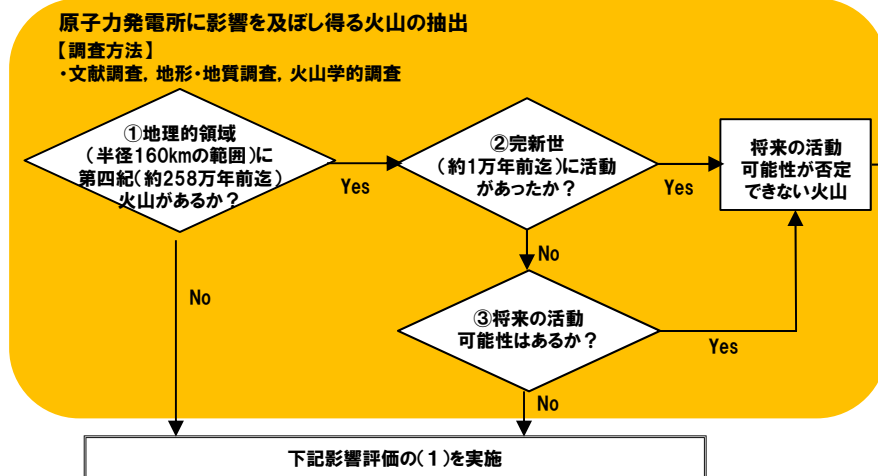 原子力発電所に影響を及ぼし得る火山の抽出
【調査方法】
・文献調査，地形・地質調査，火山学的調査
①地理的領域
（半径160kmの範囲）に
第四紀（約258万年前迄）
火山があるか？
Yes
②完新世
（約1万年前迄）に活動
があったか？
Yes
将来の活動
可能性が否定
できない火山
No
No
③将来の活動
可能性はあるか？
Yes
No
下記影響評価の（１）を実施